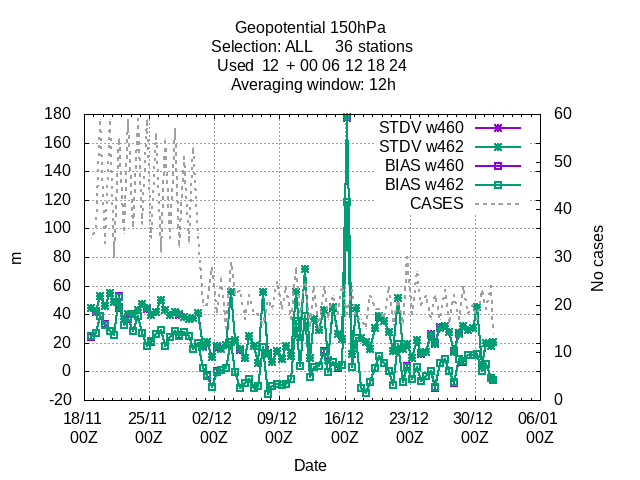 Geopotential 150hPa
Selection: ALL 36 stations
Used 12 + 00 06 12 18 24
Averaging window: 12h
180
160
140
120
100
80
60
40
20
0
-20
m
60
50
40
30
20
10
0
No cases
STDV w460
STDV w462
BIAS w460
BIAS w462
CASES
18/11 25/11 02/12 09/12 16/12 23/12 30/12 06/01
00Z 00Z 00Z 00Z 00Z 00Z 00Z 00Z
Date